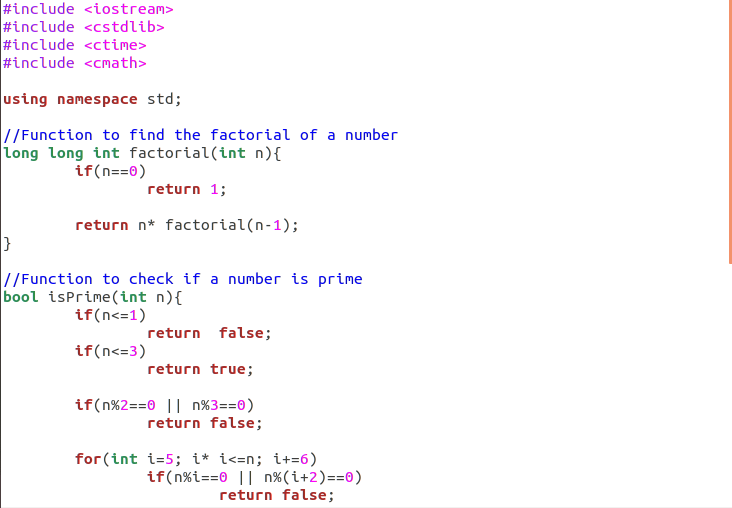 #include <iostream>
#include <cstdlib>
#include <ctime>
#include <cmath>

using namespace std;

//Function to find the factorial of a number
long long int factorial(int n){
        if(n==0)
                return 1;

        return n* factorial(n-1);
}

//Function to check if a number is prime
bool isPrime(int n){
        if(n<=1)
                return  false;
        if(n<=3)
                return true;

        if(n%2==0 || n%3==0)
                return false;

        for(int i=5; i* i<=n; i+=6)
                if(n%i==0 || n%(i+2)==0)
                        return false;